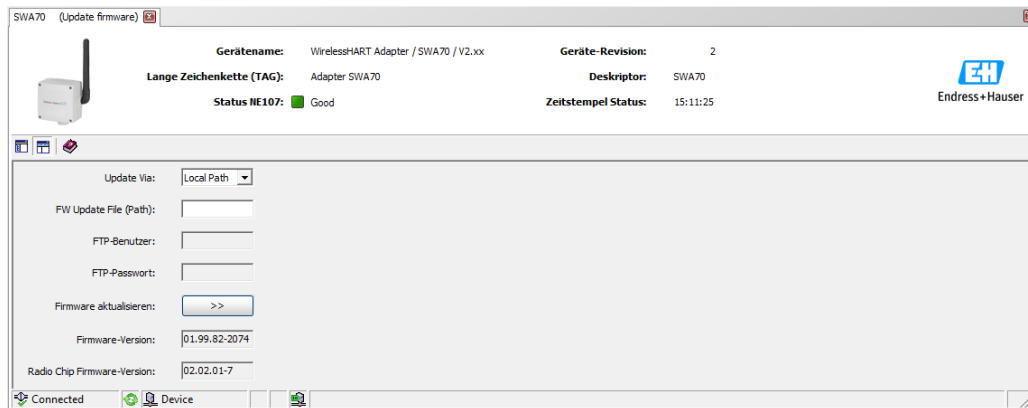 SWA70 (Update firmware)
Gerätename: WirelessHART Adapter / SWA70 / V2.xx Geräte-Revision: 2
Lange Zeichenkette (TAG): Adapter SWA70 Deskriptor: SWA70
Status NE107: Good Zeitstempel Status: 15:11:25
EH
Endress+Hauser
Update Via: Local Path
FW Update File (Path):
FTP-Benutzer:
FTP-Passwort:
Firmware aktualisieren: >>
Firmware-Version: 01.99.82-2074
Radio Chip Firmware-Version: 02.02.01-7
Connected Device